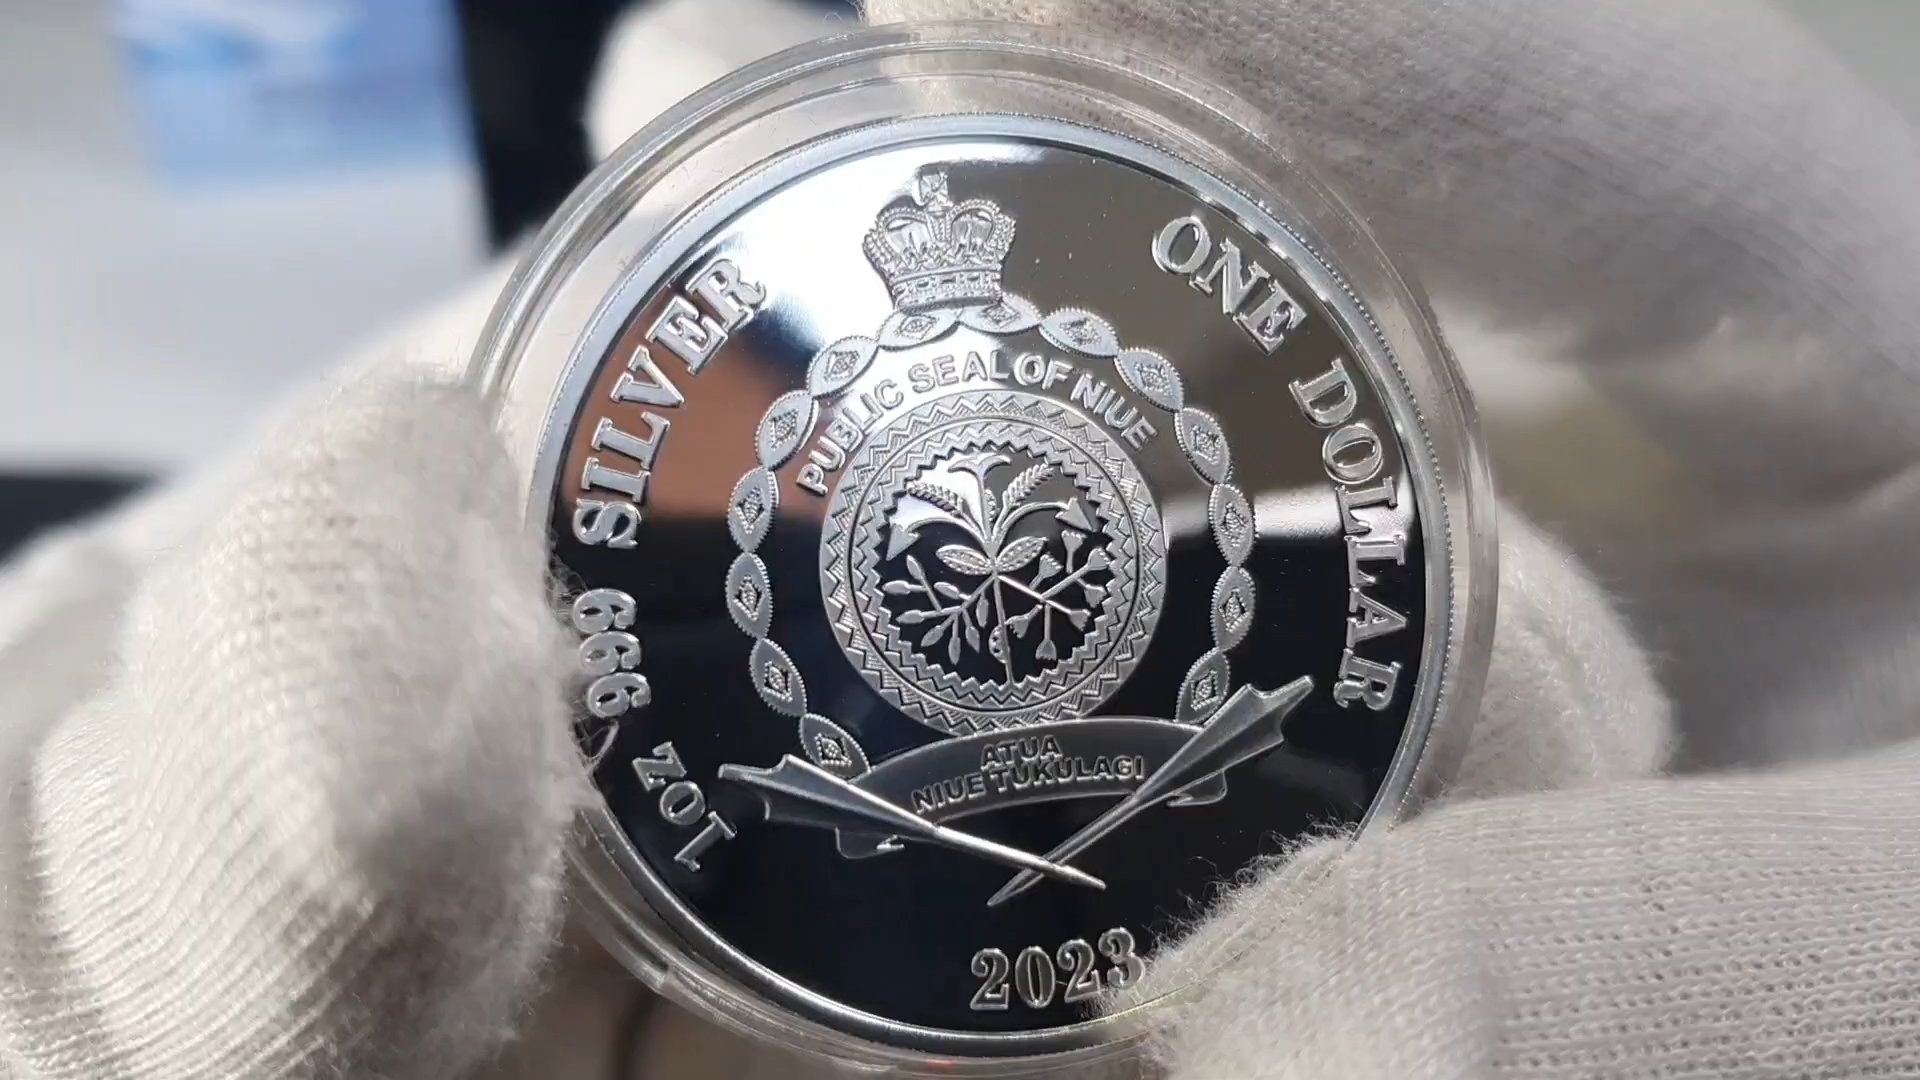 1OZ 999 SILVER
ONE DOLLAR
PUBLIC SEAL OF NIUE
ATUA
NIUE TUKULAGI
2023